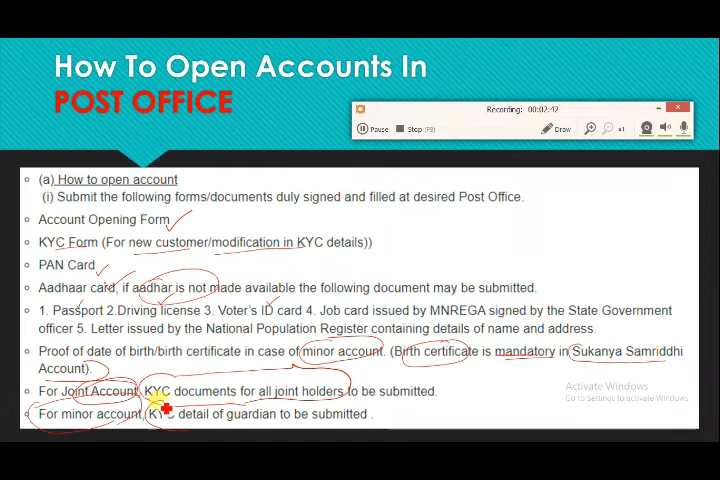 How To Open Accounts In
POST OFFICE
Recording: 00:02:42
Pause Stop (F8) Draw x1
(a) How to open account
(i) Submit the following forms/documents duly signed and filled at desired Post Office.
Account Opening Form
KYC Form (For new customer/modification in KYC details))
PAN Card
Aadhaar card, if aadhar is not made available the following document may be submitted.
1. Passport 2.Driving license 3. Voter's ID card 4. Job card issued by MNREGA signed by the State Government
officer 5. Letter issued by the National Population Register containing details of name and address.
Proof of date of birth/birth certificate in case of minor account. (Birth certificate is mandatory in Sukanya Samriddhi
Account).
For Joint Account, KYC documents for all joint holders to be submitted.
For minor account, KYC detail of guardian to be submitted .
Activate Windows
Go to Settings to activate Windows.